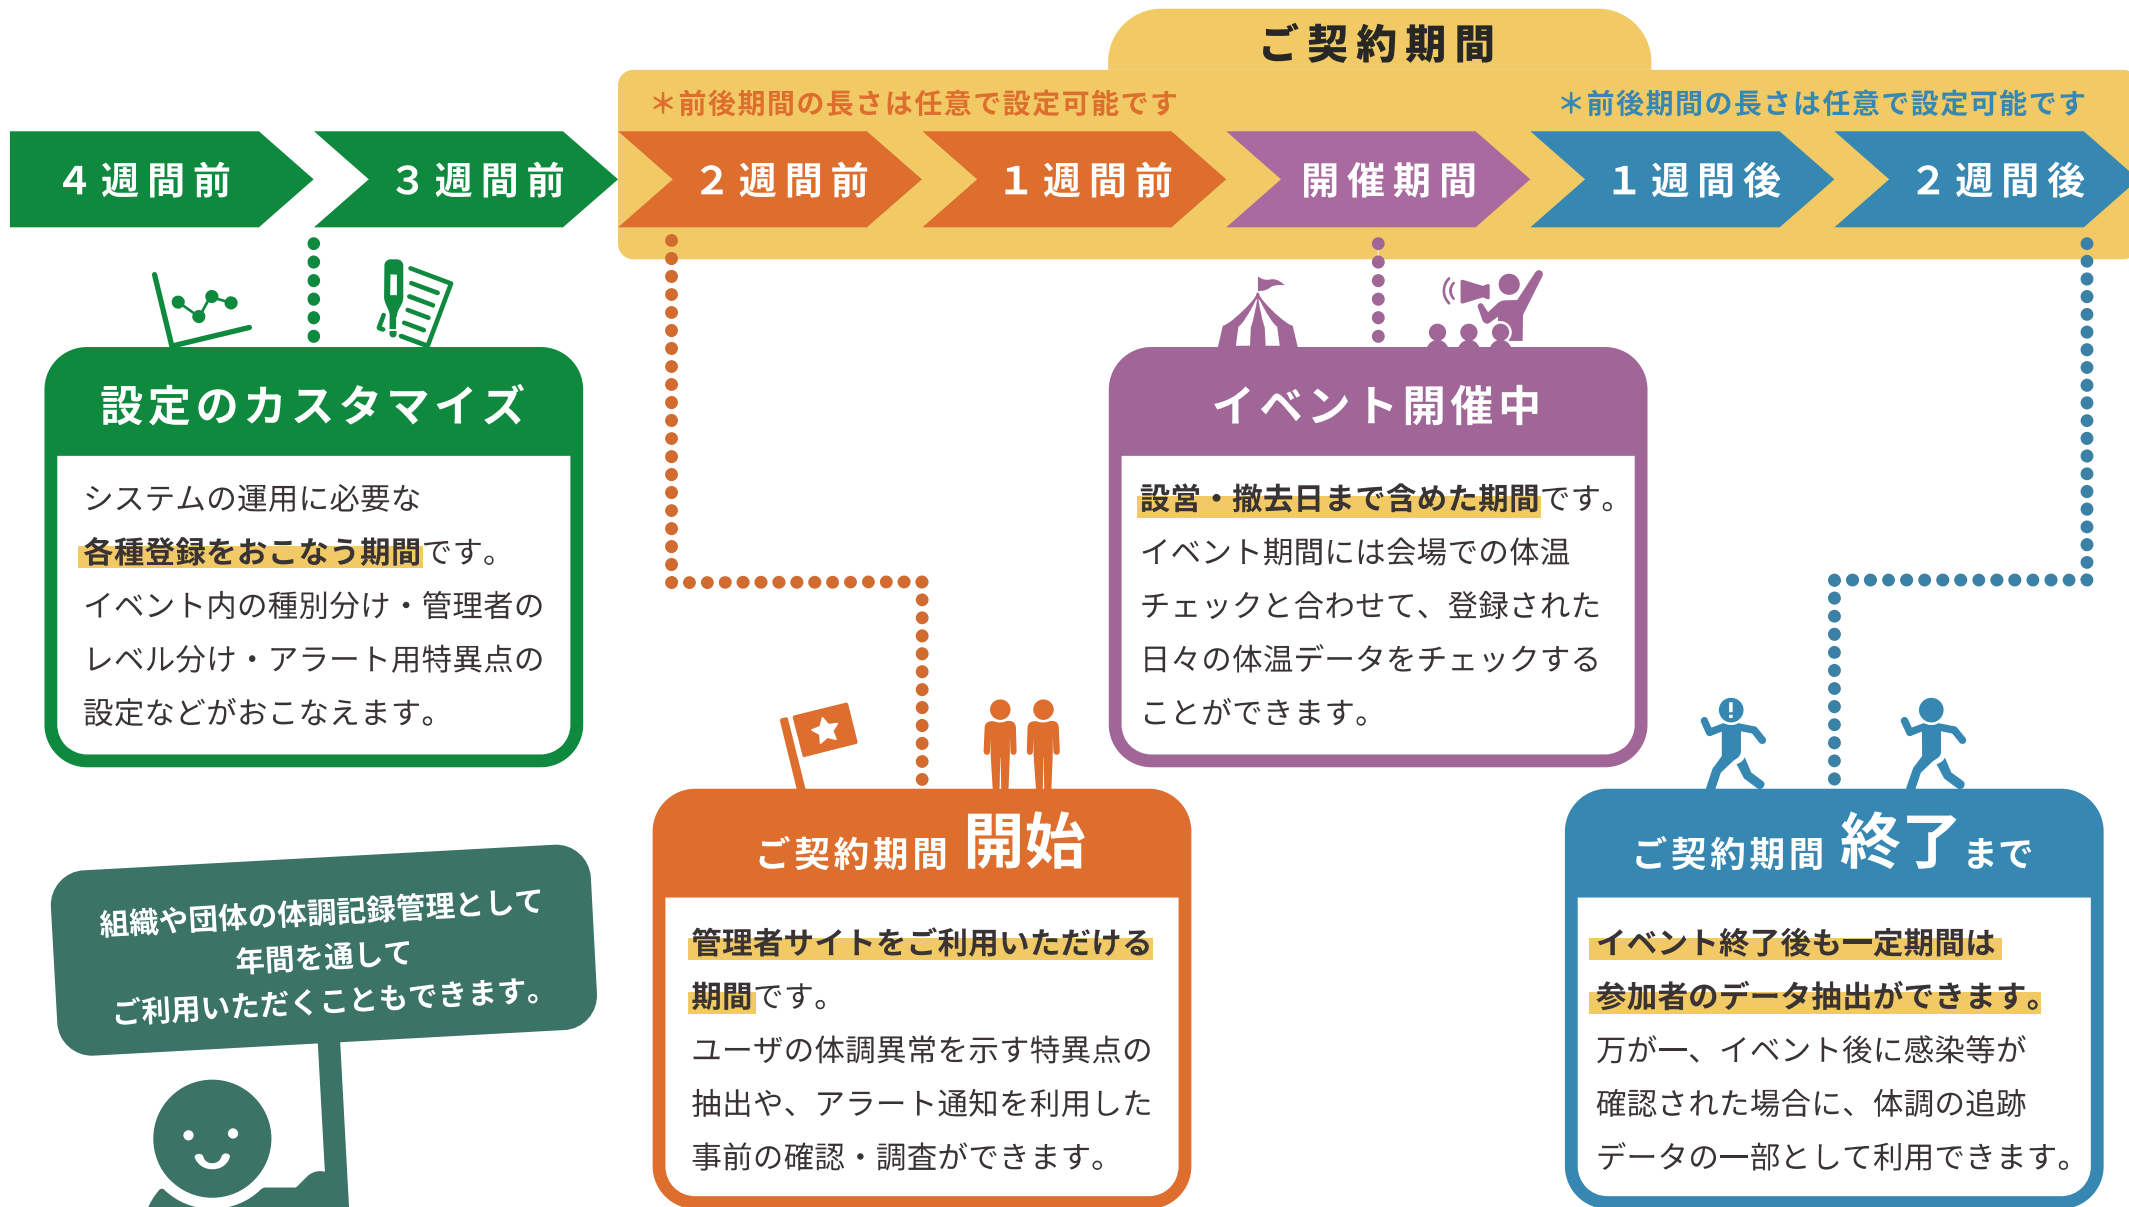 ご契約期間
＊前後期間の長さは任意で設定可能です
＊前後期間の長さは任意で設定可能です
4週間前
3週間前
2週間前
1週間前
開催期間
1週間後
2週間後
設定のカスタマイズ
システムの運用に必要な
各種登録をおこなう期間です。
イベント内の種別分け・管理者の
レベル分け・アラート用特異点の
設定などがおこなえます。
イベント開催中
設営・撤去日まで含めた期間です。
イベント期間には会場での体温
チェックと合わせて、登録された
日々の体温データをチェックする
ことができます。
組織や団体の体調記録管理として
年間を通して
ご利用いただくこともできます。
ご契約期間 開始
管理者サイトをご利用いただける
期間です。
ユーザの体調異常を示す特異点の
抽出や、アラート通知を利用した
事前の確認・調査ができます。
ご契約期間 終了まで
イベント終了後も一定期間は
参加者のデータ抽出ができます。
万が一、イベント後に感染等が
確認された場合に、体調の追跡
データの一部として利用できます。